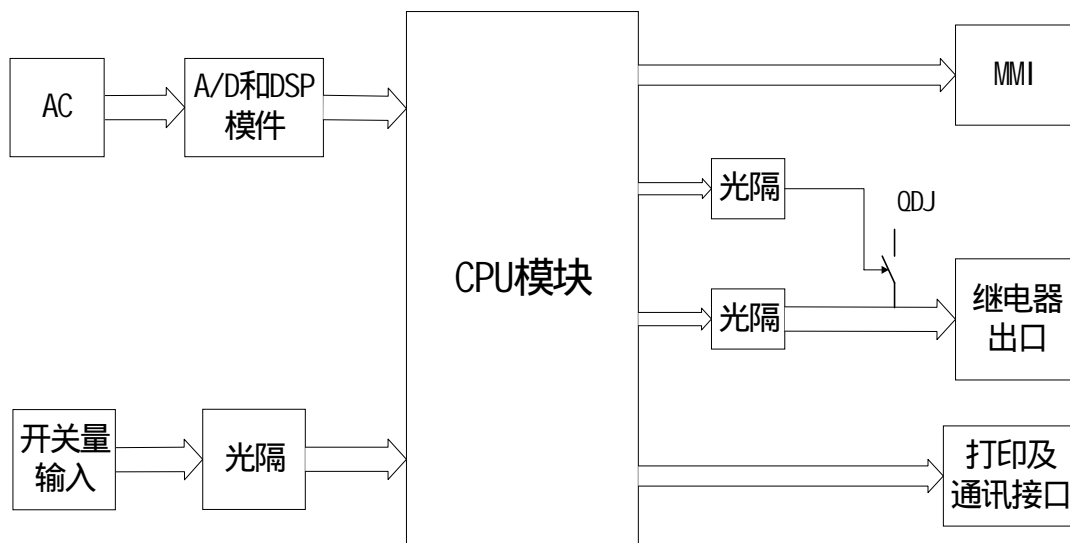 AC
A/D和DSP
模件
CPU模块
MMI
光隔
QDJ
光隔
继电器
出口
开关量
输入
光隔
打印及
通讯接口